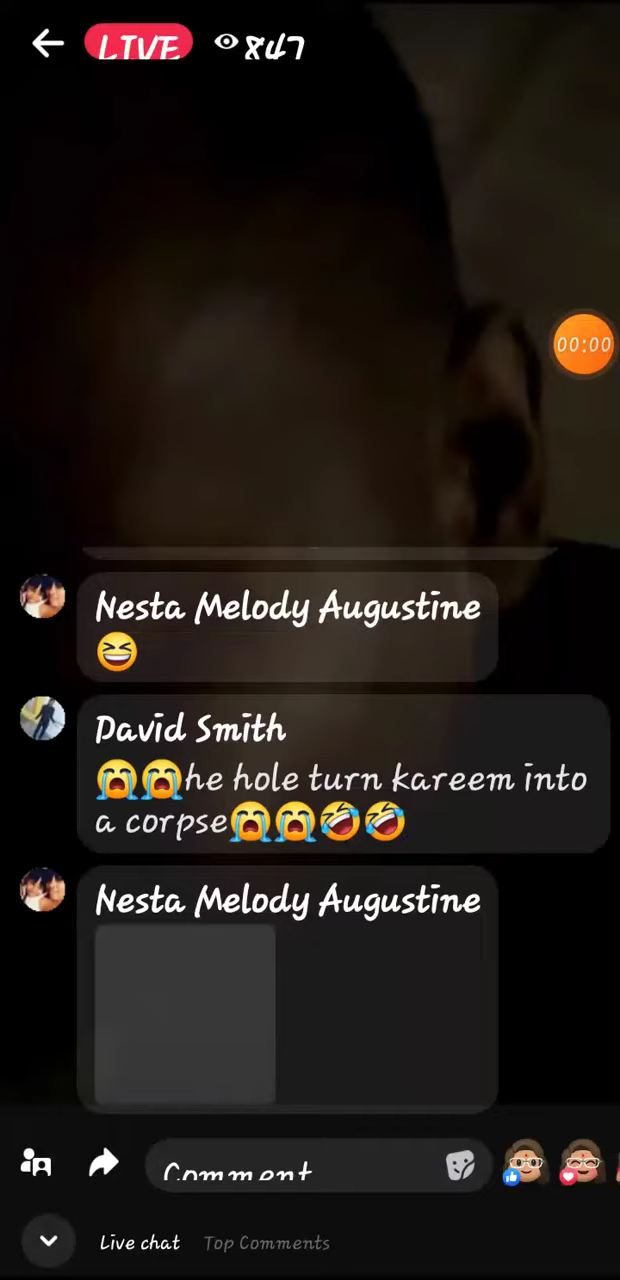 LIVE 847
00:00
Nesta Melody Augustine
😆
David Smith
😭😭he hole turn kareem into
a corpse😭😭🤣🤣
Nesta Melody Augustine
Comment
Live chat Top Comments